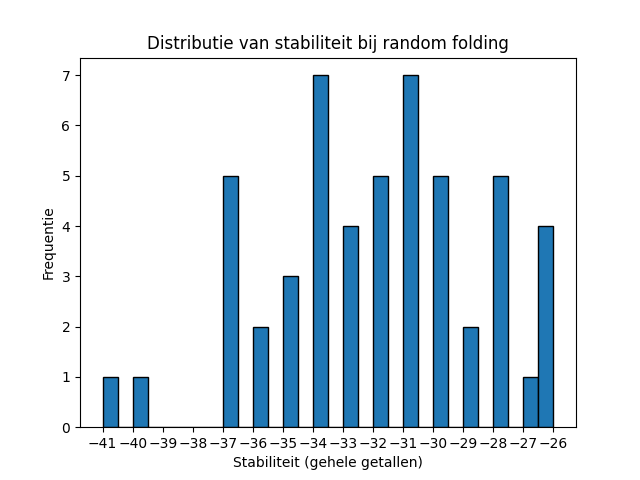 Distributie van stabiliteit bij random folding
7
6
5
4
3
2
1
0
Frequentie
−41 −40 −39 −38 −37 −36 −35 −34 −33 −32 −31 −30 −29 −28 −27 −26
Stabiliteit (gehele getallen)